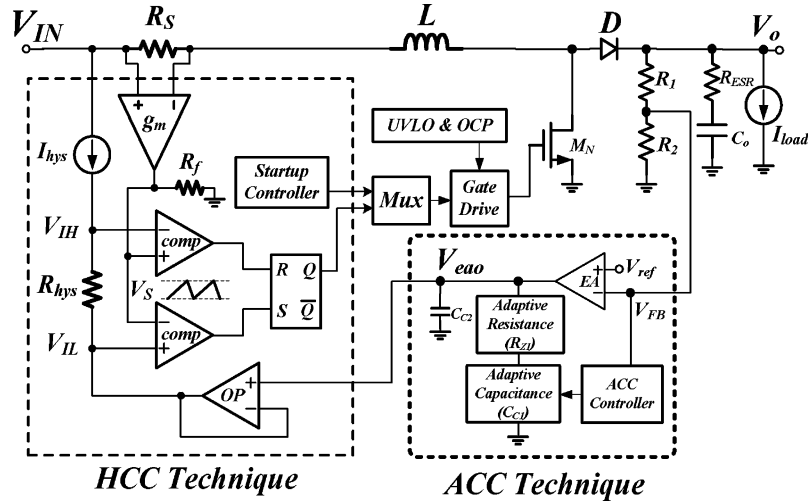 V_IN
R_S
L
D
V_o
+
−
g_m
I_hys
R_f
UVLO & OCP
M_N
R_1
R_2
R_ESR
C_o
I_load
Startup
Controller
Mux
Gate
Drive
V_IH
−
+
comp
R_hys
V_S
R Q
S Q̅
−
+
comp
V_IL
+
−
OP
V_eao
C_C2
Adaptive
Resistance
(R_Z1)
Adaptive
Capacitance
(C_C1)
+
−
EA
V_ref
V_FB
ACC
Controller
HCC Technique
ACC Technique